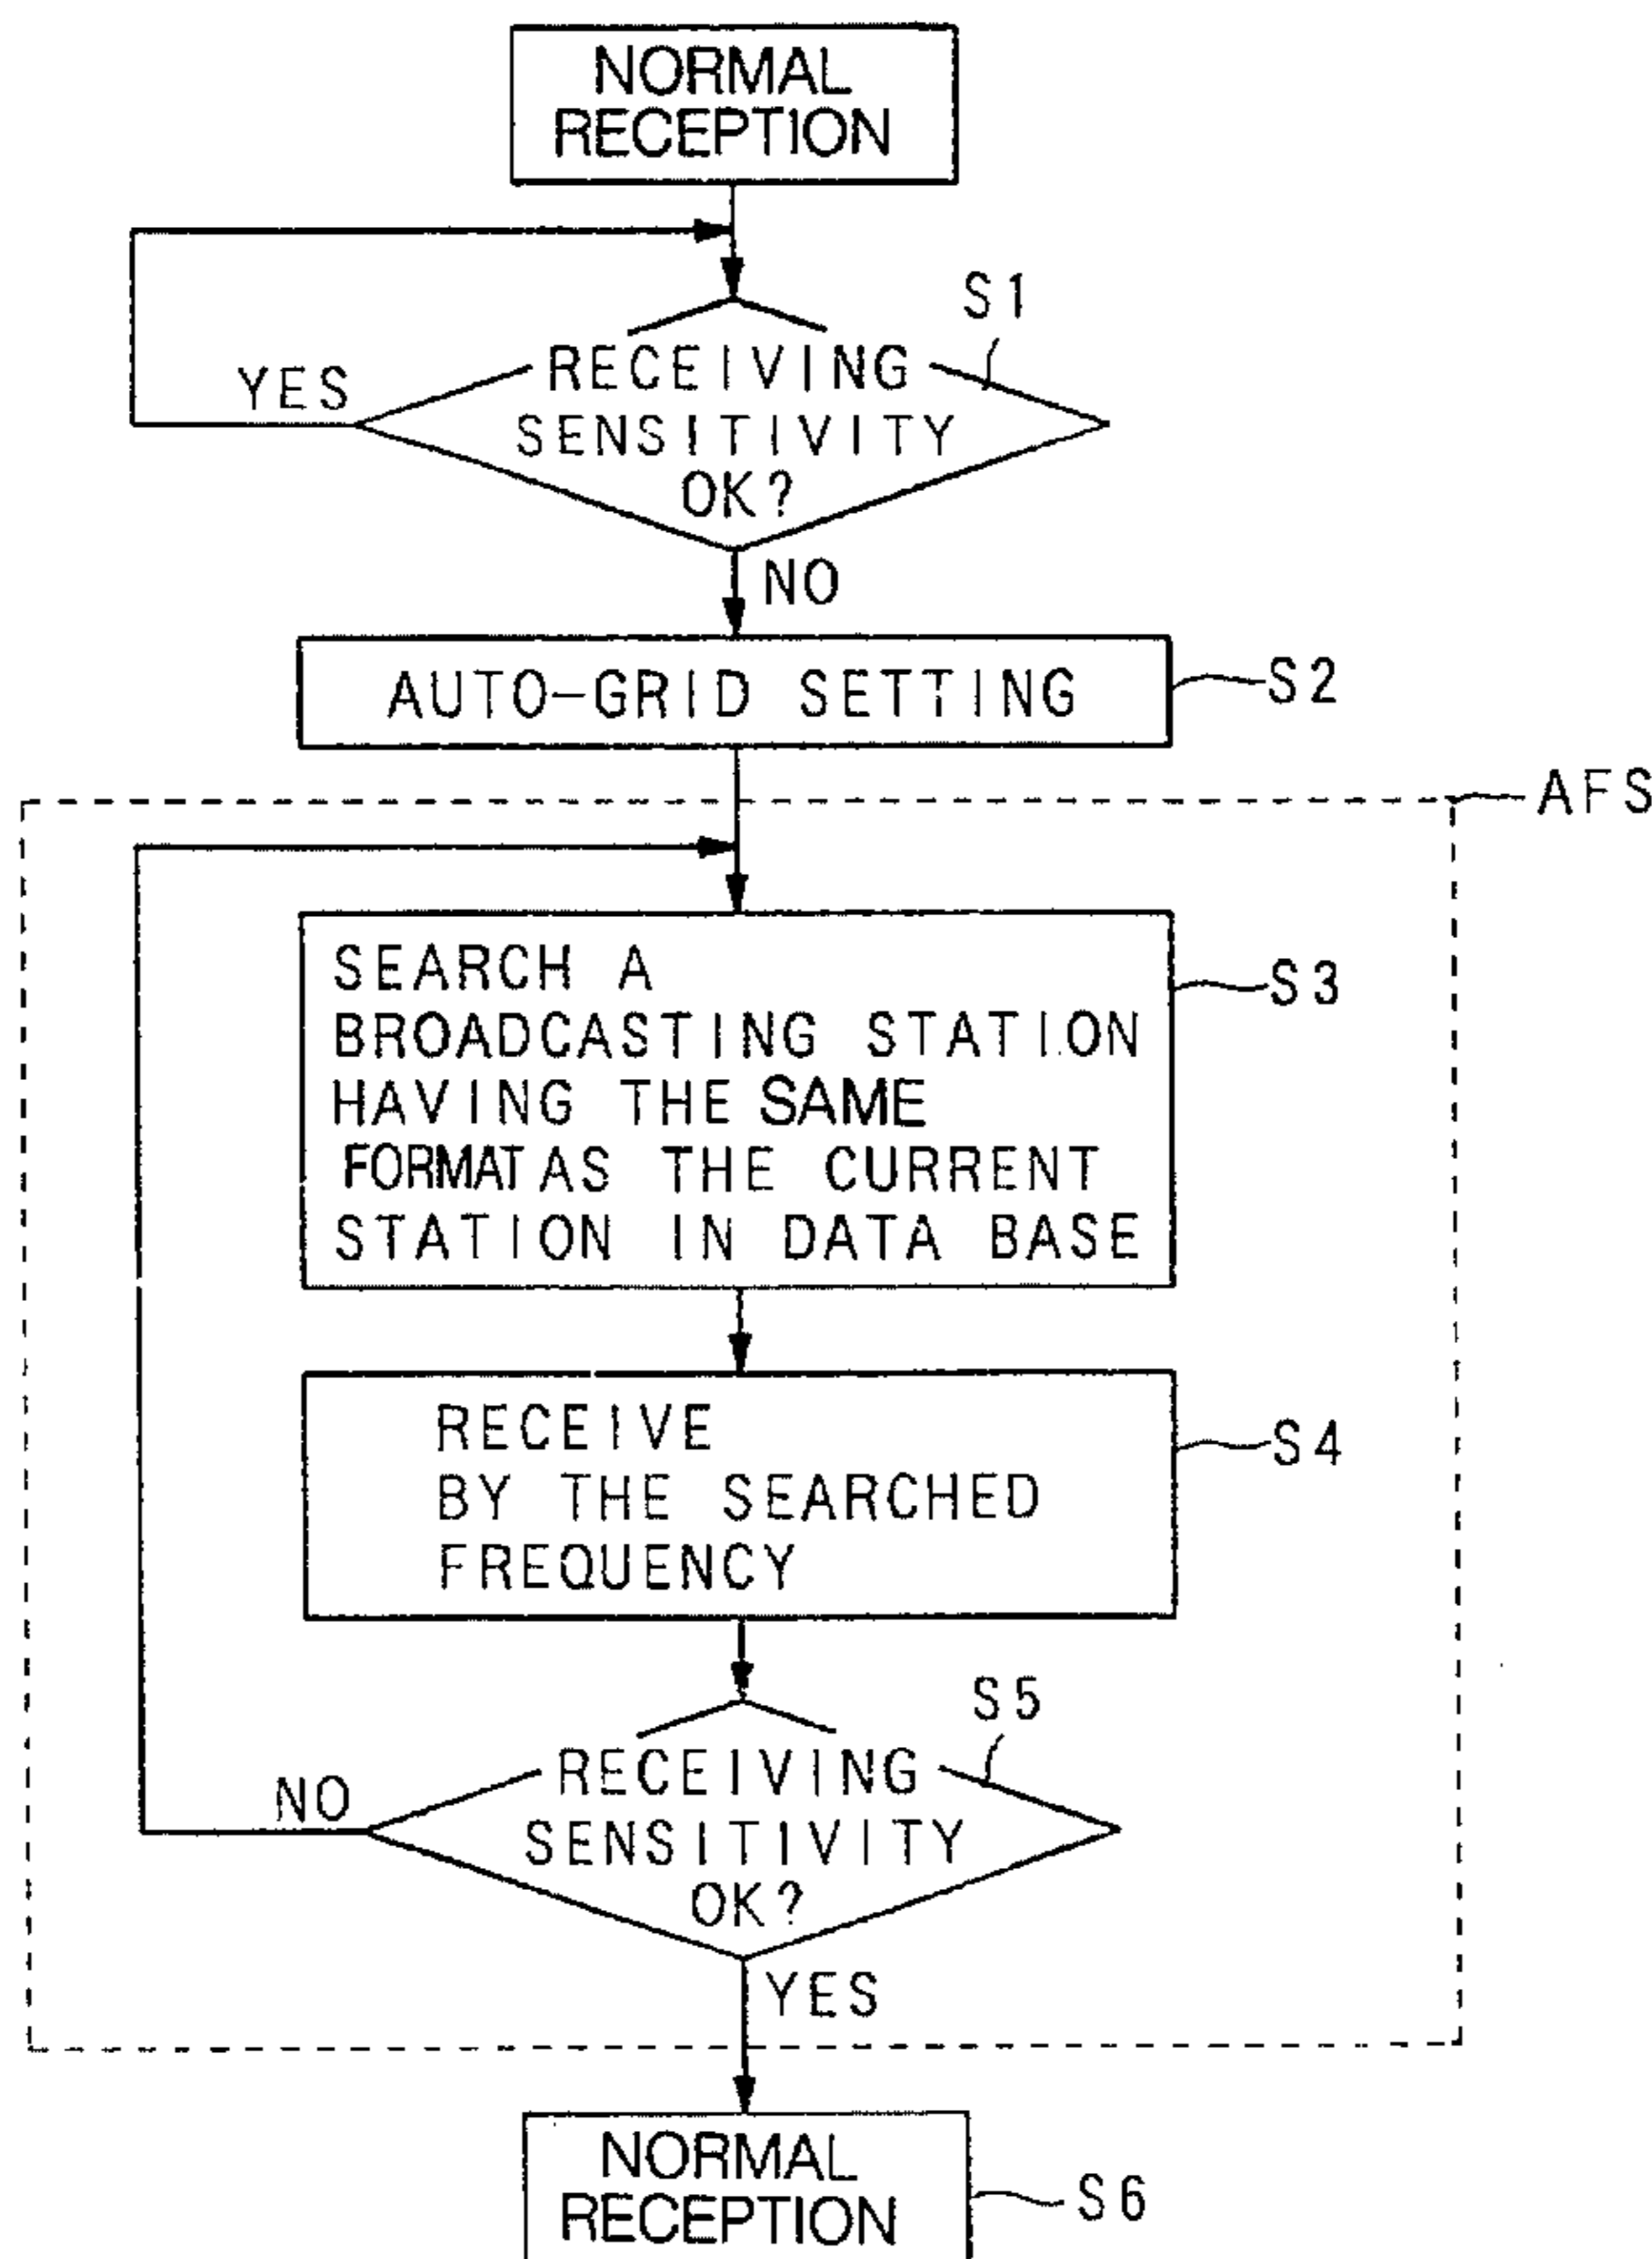 NORMAL
RECEPTION
S1
RECEIVING
YES
SENSITIVITY
OK?
NO
AUTO-GRID SETTING
S2
AFS
SEARCH A
S3
BROADCASTING STATION
HAVING THE SAME
FORMAT AS THE CURRENT
STATION IN DATA BASE
RECEIVE
S4
BY THE SEARCHED
FREQUENCY
S5
RECEIVING
NO
SENSITIVITY
OK?
YES
NORMAL
RECEPTION
S6